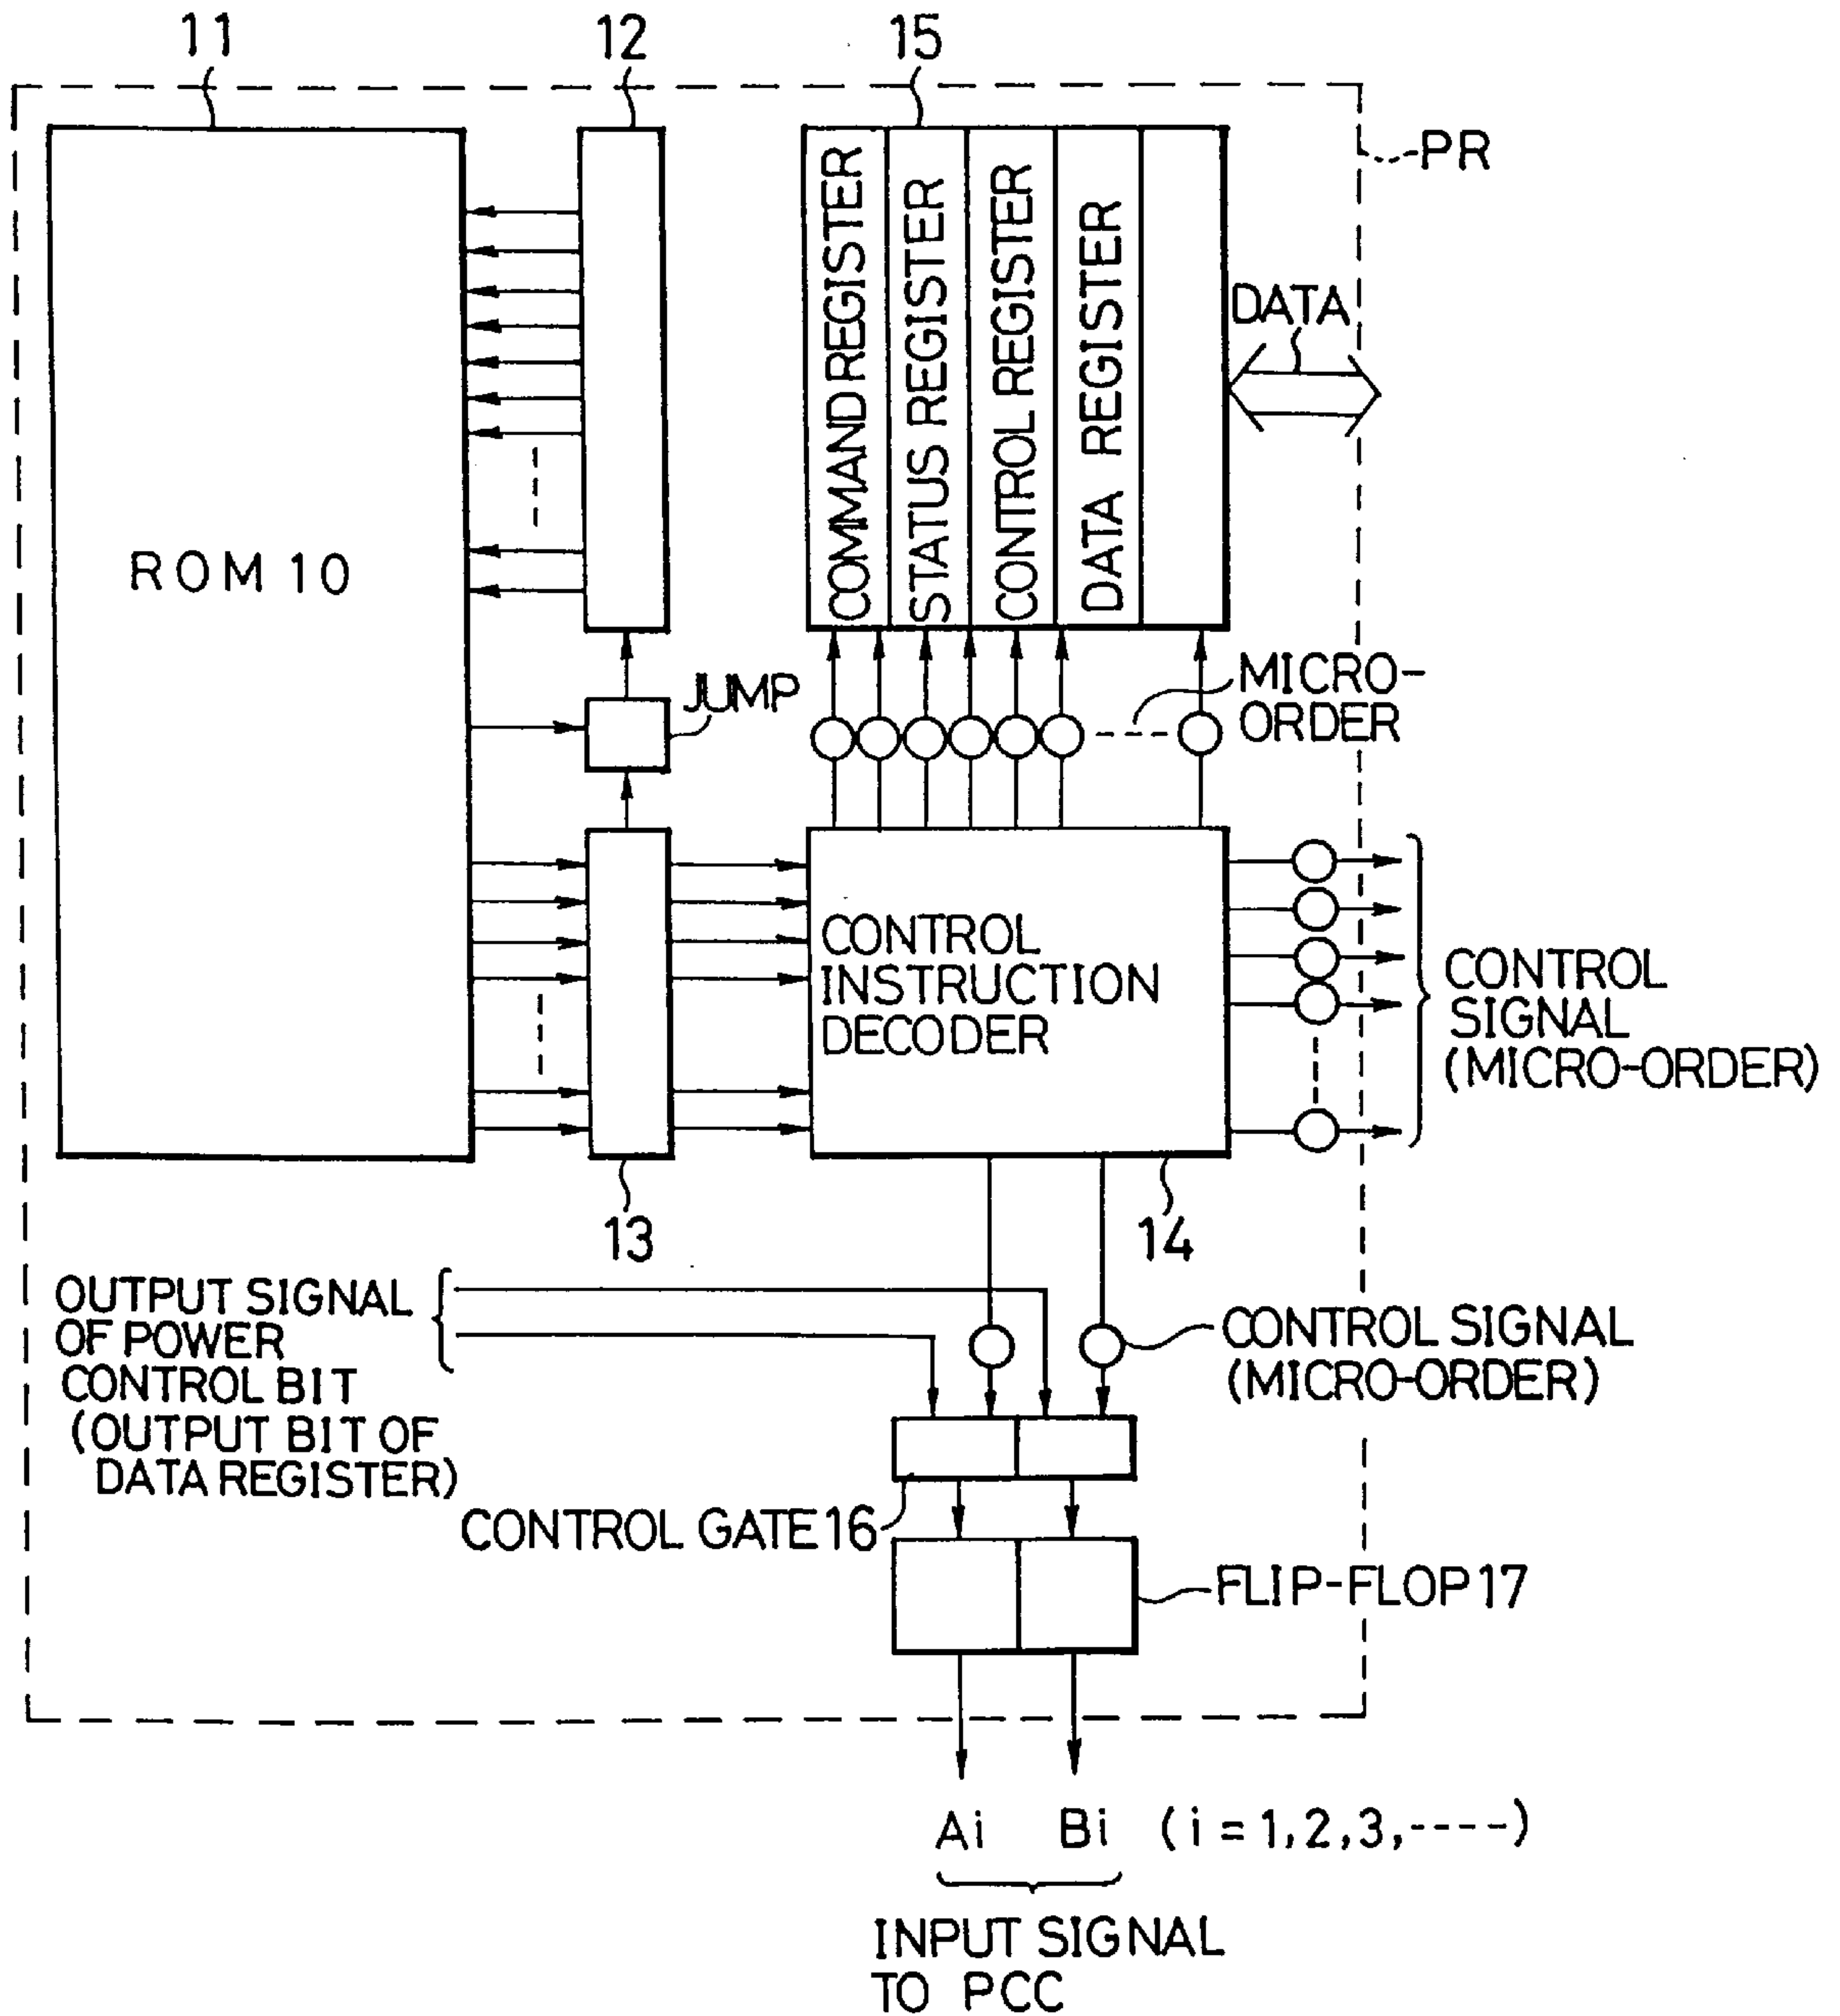 11
12
15
PR
COMMAND REGISTER
STATUS REGISTER
CONTROL REGISTER
DATA REGISTER
DATA
ROM 10
JUMP
MICRO-
ORDER
CONTROL
INSTRUCTION
DECODER
CONTROL
SIGNAL
(MICRO-ORDER)
13
14
OUTPUT SIGNAL
OF POWER
CONTROL BIT
(OUTPUT BIT OF
DATA REGISTER)
CONTROL SIGNAL
(MICRO-ORDER)
CONTROL GATE 16
FLIP-FLOP 17
Ai Bi (i = 1, 2, 3, ----)
INPUT SIGNAL
TO PCC